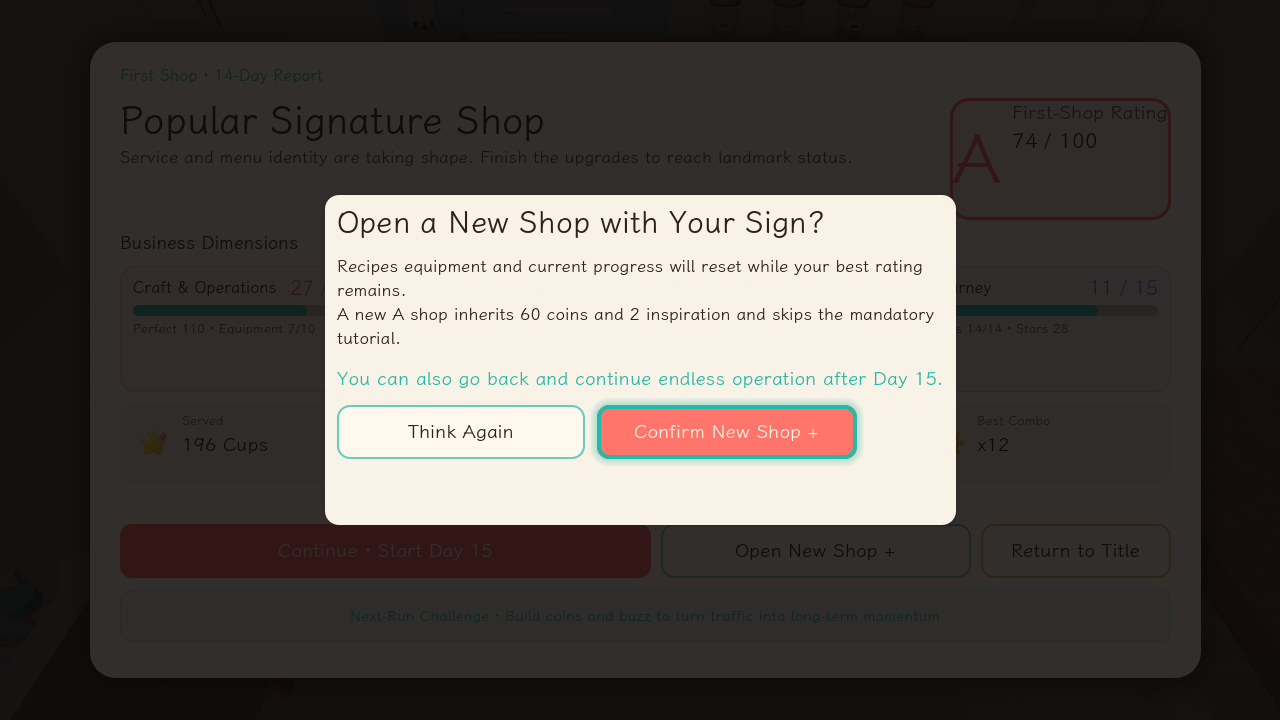 First Shop • 14-Day Report
Popular Signature Shop
Service and menu identity are taking shape. Finish the upgrades to reach landmark status.
First-Shop Rating
A
74 / 100
Business Dimensions
Craft & Operations 27 /
Perfect 110 • Equipment 7/10
11 / 15
14/14 • Stars 28
Open a New Shop with Your Sign?
Recipes equipment and current progress will reset while your best rating
remains.
A new A shop inherits 60 coins and 2 inspiration and skips the mandatory
tutorial.
You can also go back and continue endless operation after Day 15.
Think Again
Confirm New Shop +
Served
196 Cups
Best Combo
x12
Continue • Start Day 15
Open New Shop +
Return to Title
Next-Run Challenge • Build coins and buzz to turn traffic into long-term momentum